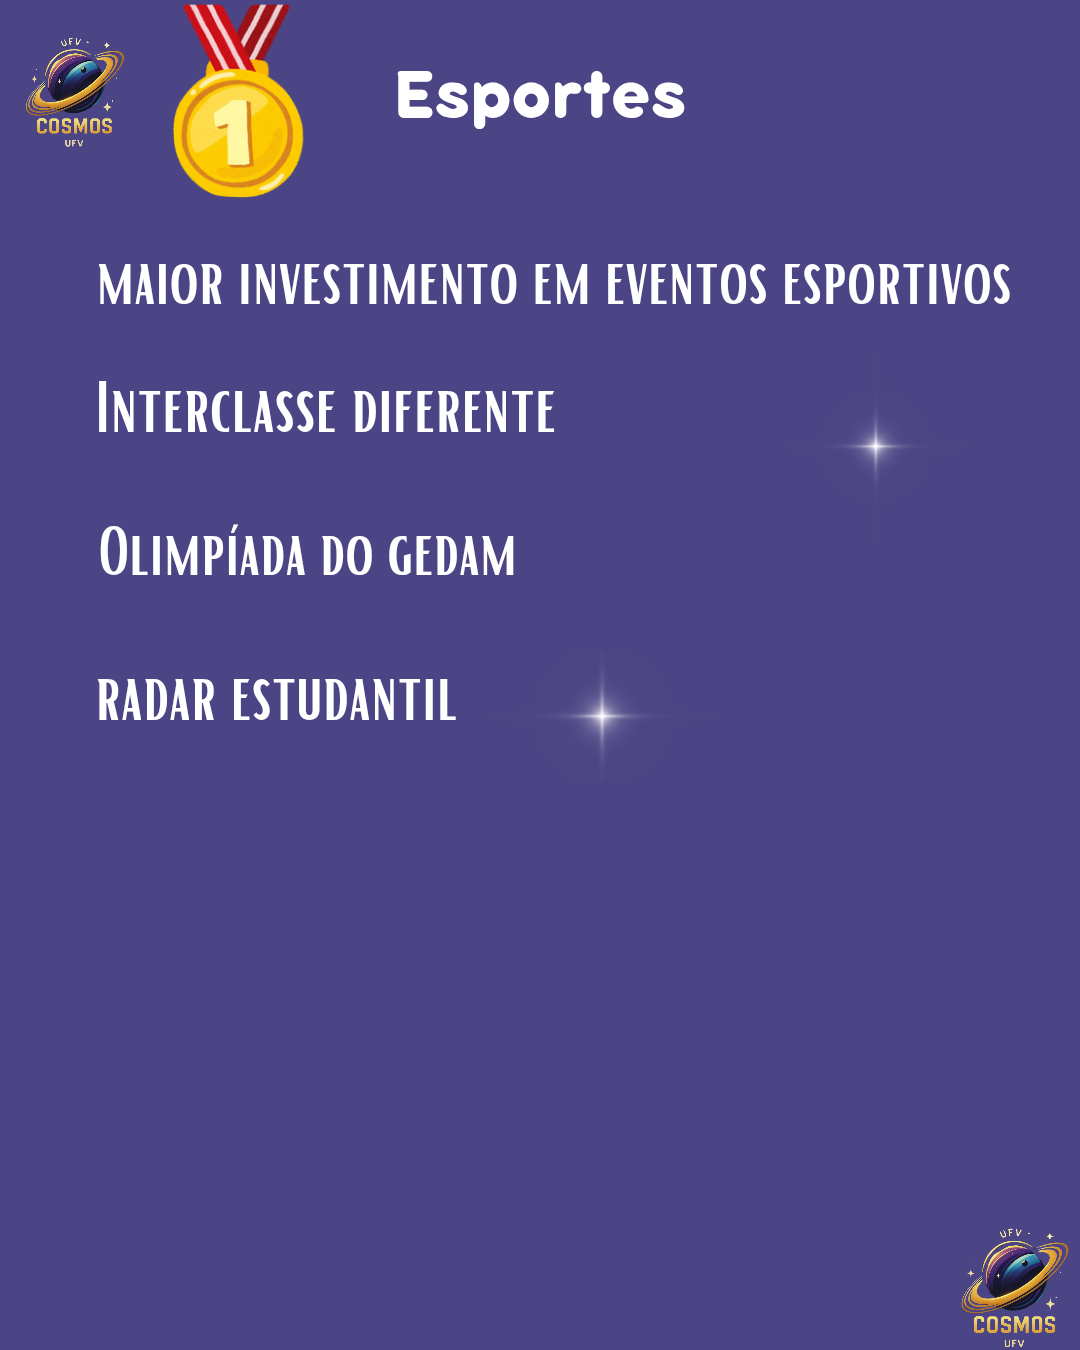 UFV -
COSMOS
UFV
1
Esportes
MAIOR INVESTIMENTO EM EVENTOS ESPORTIVOS
INTERCLASSE DIFERENTE
OLIMPÍADA DO GEDAM
RADAR ESTUDANTIL
UFV -
COSMOS
UFV